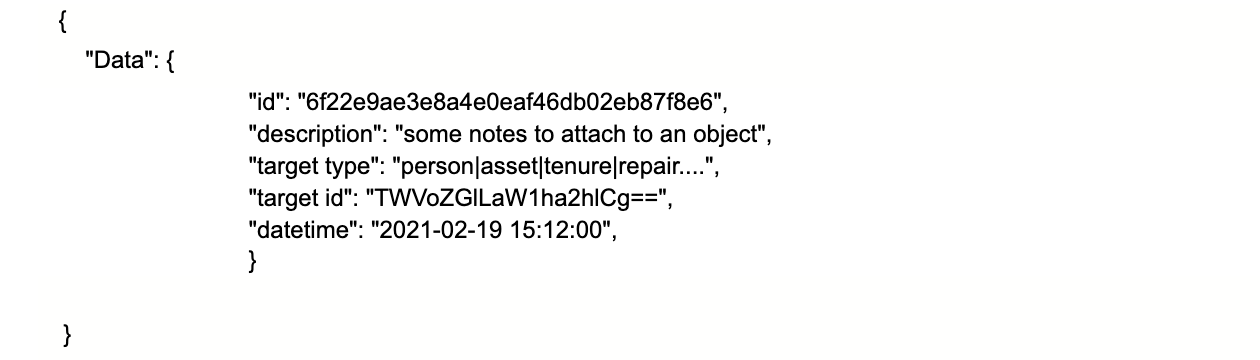 {
"Data": {
"id": "6f22e9ae3e8a4e0eaf46db02eb87f8e6",
"description": "some notes to attach to an object",
"target type": "person|asset|tenure|repair....",
"target id": "TWVoZGlLaW1ha2hlCg==",
"datetime": "2021-02-19 15:12:00",
}
}